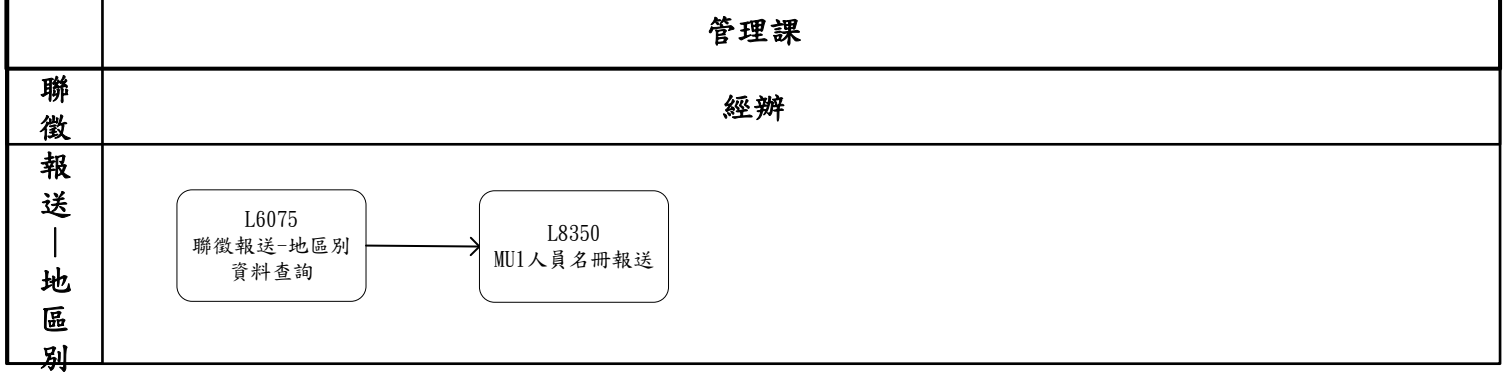 管理課
聯
徵
報
送
—
地
區
別
經辦
L6075
聯徵報送-地區別
資料查詢
L8350
MU1人員名冊報送